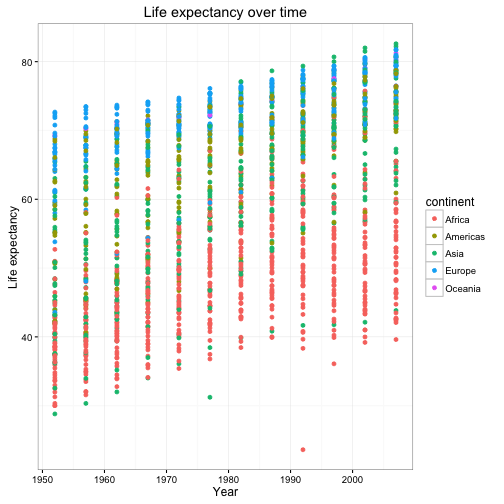 Life expectancy over time
80
60
40
Life expectancy
1950 1960 1970 1980 1990 2000
Year
continent
Africa
Americas
Asia
Europe
Oceania